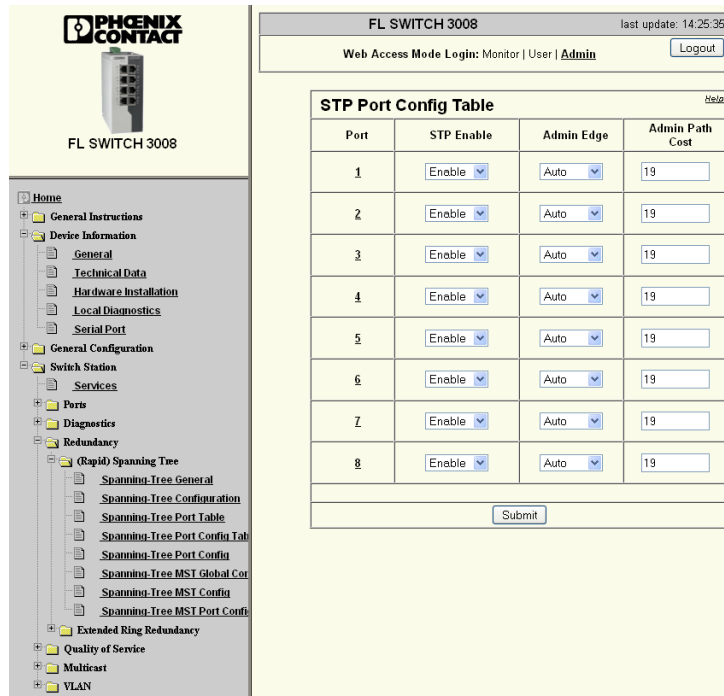 PHŒNIX
CONTACT
FL SWITCH 3008
Home
General Instructions
Device Information
General
Technical Data
Hardware Installation
Local Diagnostics
Serial Port
General Configuration
Switch Station
Services
Ports
Diagnostics
Redundancy
(Rapid) Spanning Tree
Spanning-Tree General
Spanning-Tree Configuration
Spanning-Tree Port Table
Spanning-Tree Port Config Tab
Spanning-Tree Port Config
Spanning-Tree MST Global Con
Spanning-Tree MST Config
Spanning-Tree MST Port Confi
Extended Ring Redundancy
Quality of Service
Multicast
VLAN
FL SWITCH 3008 last update: 14:25:35
Web Access Mode Login: Monitor | User | Admin Logout
STP Port Config Table Help
Port STP Enable Admin Edge Admin Path Cost
1 Enable Auto 19
2 Enable Auto 19
3 Enable Auto 19
4 Enable Auto 19
5 Enable Auto 19
6 Enable Auto 19
7 Enable Auto 19
8 Enable Auto 19
Submit